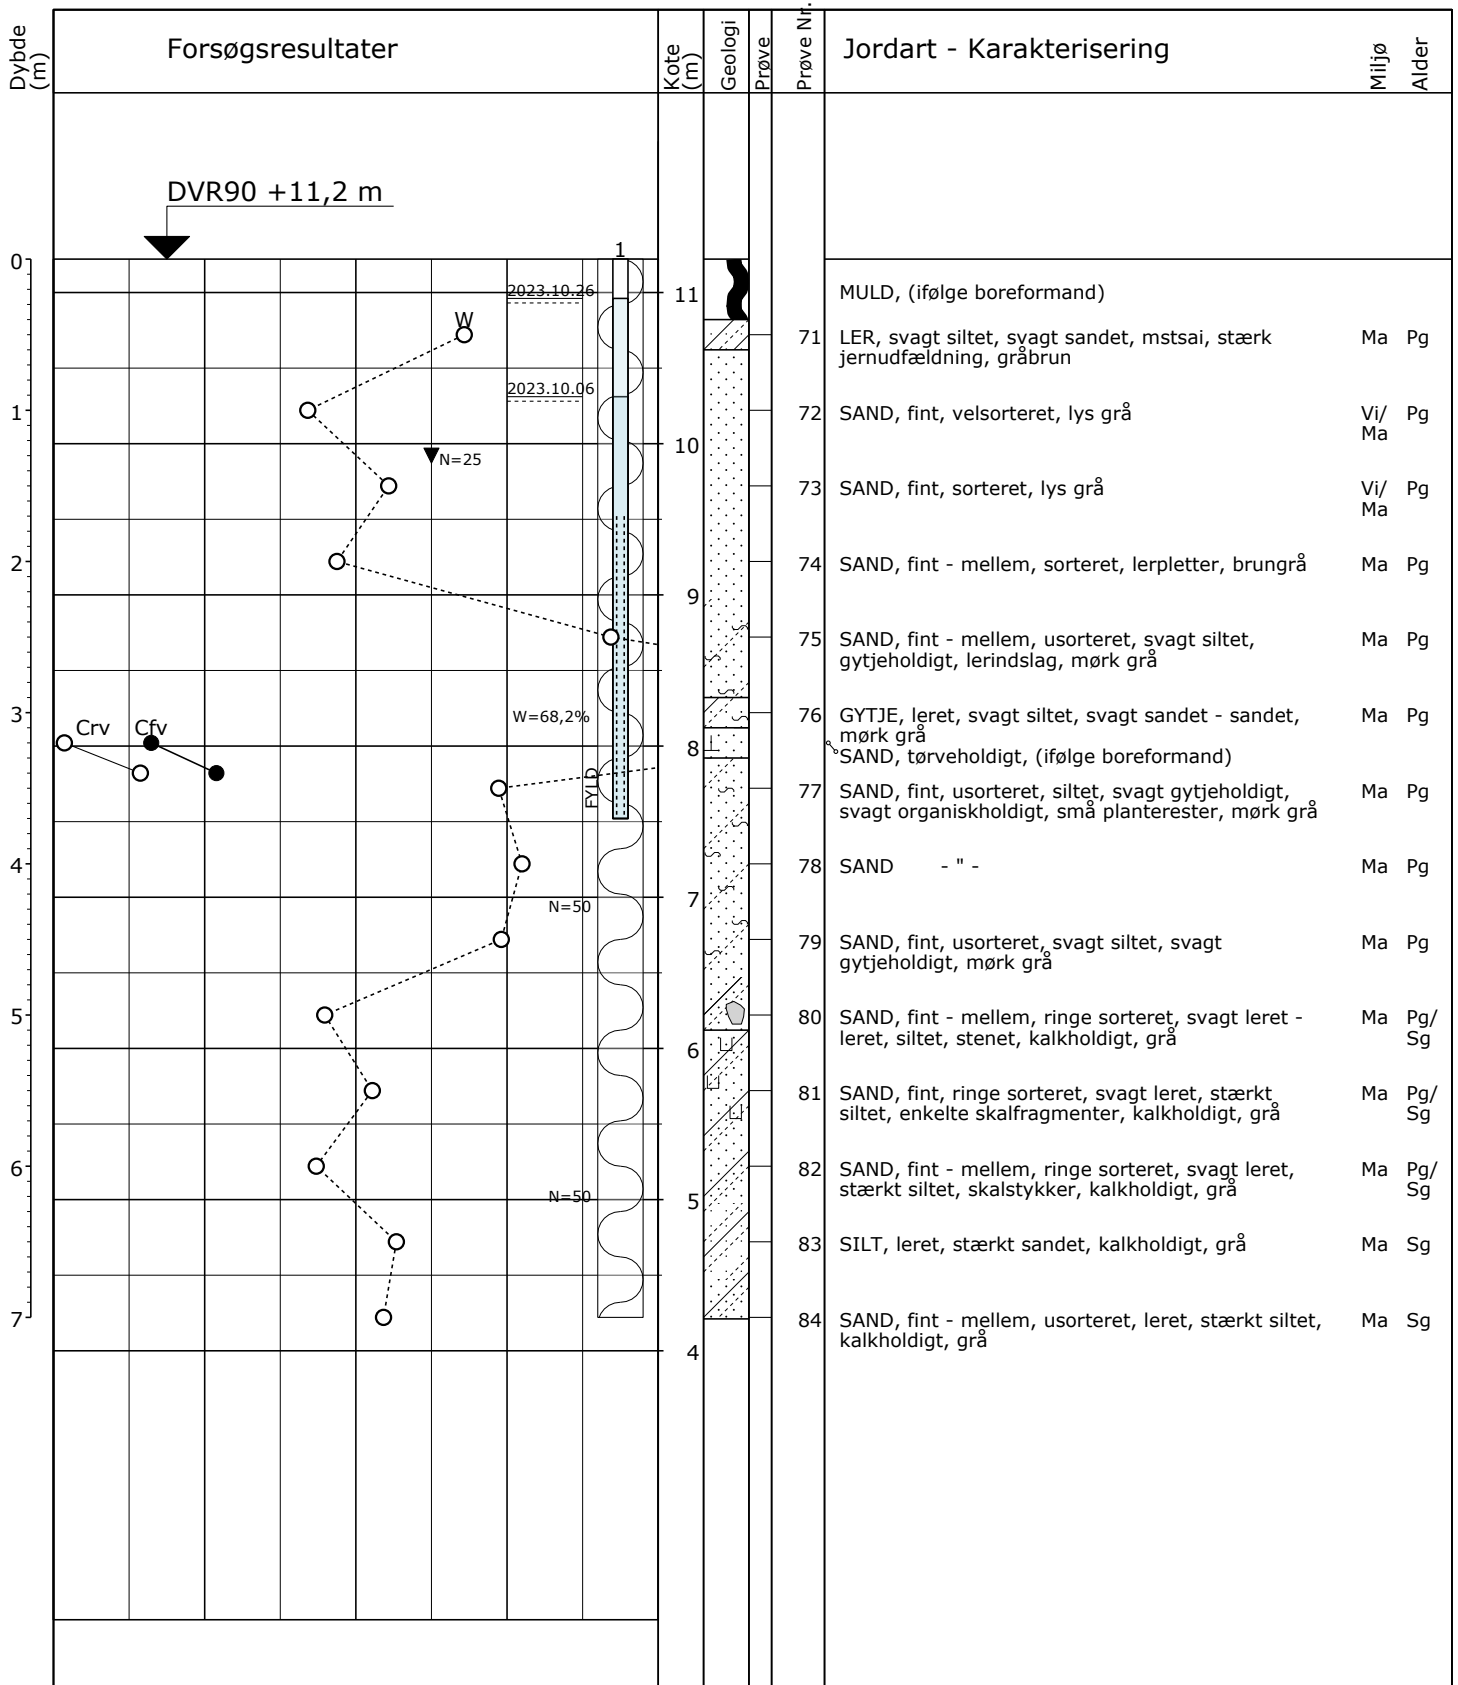 Dybde
(m)
Forsøgsresultater
Kote
(m)
Geologi
Prøve
Prøve Nr.
Jordart - Karakterisering
Miljø
Alder
DVR90 +11,2 m
0
1
2023.10.26
11
MULD, (ifølge boreformand)
W
71
LER, svagt siltet, svagt sandet, mstsai, stærk
jernudfældning, gråbrun
Ma
Pg
2023.10.06
1
72
SAND, fint, velsorteret, lys grå
Vi/
Ma
Pg
N=25
10
73
SAND, fint, sorteret, lys grå
Vi/
Ma
Pg
2
74
SAND, fint - mellem, sorteret, lerpletter, brungrå
Ma
Pg
9
75
SAND, fint - mellem, usorteret, svagt siltet,
gytjeholdigt, lerindslag, mørk grå
Ma
Pg
3
W=68,2%
76
GYTJE, leret, svagt siltet, svagt sandet - sandet,
mørk grå
Ma
Pg
Crv
Cfv
8
SAND, tørveholdigt, (ifølge boreformand)
FYLD
77
SAND, fint, usorteret, siltet, svagt gytjeholdigt,
svagt organiskholdigt, små planterester, mørk grå
Ma
Pg
4
78
SAND - " -
Ma
Pg
N=50
7
79
SAND, fint, usorteret, svagt siltet, svagt
gytjeholdigt, mørk grå
Ma
Pg
5
80
SAND, fint - mellem, ringe sorteret, svagt leret -
leret, siltet, stenet, kalkholdigt, grå
Ma
Pg/
Sg
6
81
SAND, fint, ringe sorteret, svagt leret, stærkt
siltet, enkelte skalfragmenter, kalkholdigt, grå
Ma
Pg/
Sg
6
82
SAND, fint - mellem, ringe sorteret, svagt leret,
stærkt siltet, skalstykker, kalkholdigt, grå
Ma
Pg/
Sg
N=50
5
83
SILT, leret, stærkt sandet, kalkholdigt, grå
Ma
Sg
7
84
SAND, fint - mellem, usorteret, leret, stærkt siltet,
kalkholdigt, grå
Ma
Sg
4